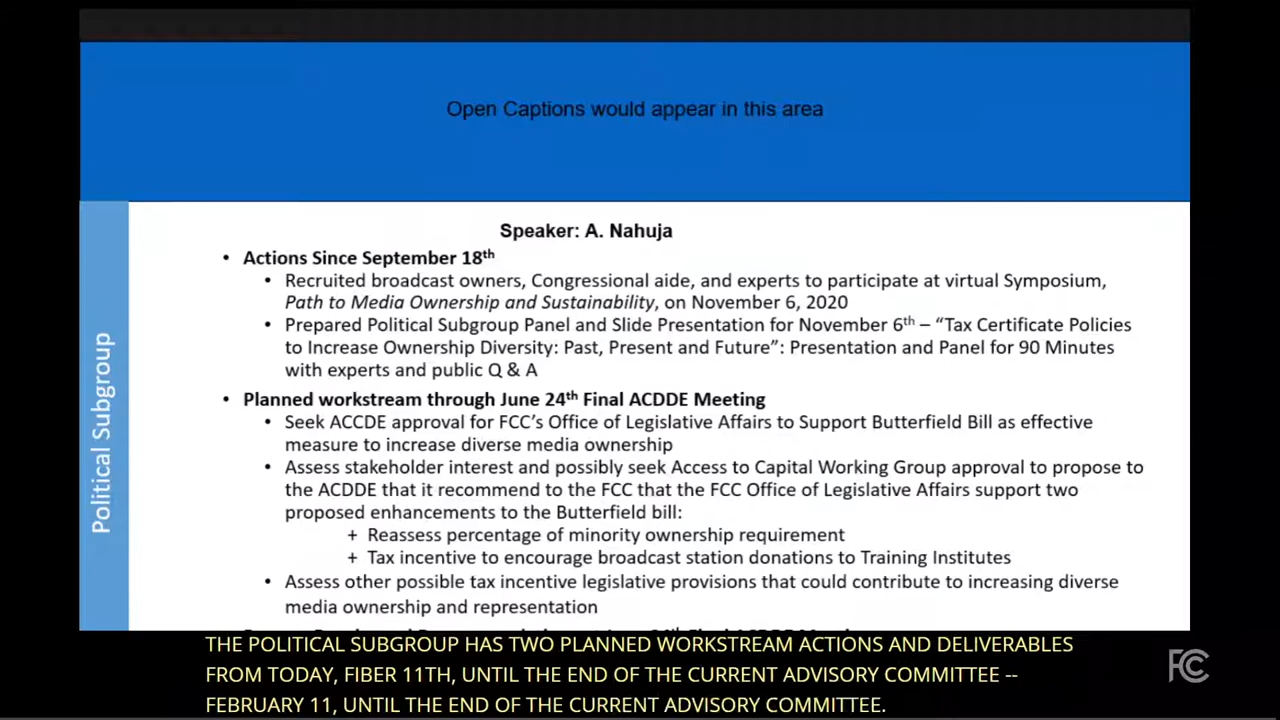 Open Captions would appear in this area
Political Subgroup
Speaker: A. Nahuja
• Actions Since September 18th
• Recruited broadcast owners, Congressional aide, and experts to participate at virtual Symposium,
Path to Media Ownership and Sustainability, on November 6, 2020
• Prepared Political Subgroup Panel and Slide Presentation for November 6th – “Tax Certificate Policies
to Increase Ownership Diversity: Past, Present and Future”: Presentation and Panel for 90 Minutes
with experts and public Q & A
• Planned workstream through June 24th Final ACDDE Meeting
• Seek ACCDE approval for FCC’s Office of Legislative Affairs to Support Butterfield Bill as effective
measure to increase diverse media ownership
• Assess stakeholder interest and possibly seek Access to Capital Working Group approval to propose to
the ACDDE that it recommend to the FCC that the FCC Office of Legislative Affairs support two
proposed enhancements to the Butterfield bill:
+ Reassess percentage of minority ownership requirement
+ Tax incentive to encourage broadcast station donations to Training Institutes
• Assess other possible tax incentive legislative provisions that could contribute to increasing diverse
media ownership and representation
THE POLITICAL SUBGROUP HAS TWO PLANNED WORKSTREAM ACTIONS AND DELIVERABLES
FROM TODAY, FIBER 11TH, UNTIL THE END OF THE CURRENT ADVISORY COMMITTEE --
FEBRUARY 11, UNTIL THE END OF THE CURRENT ADVISORY COMMITTEE.
FCC